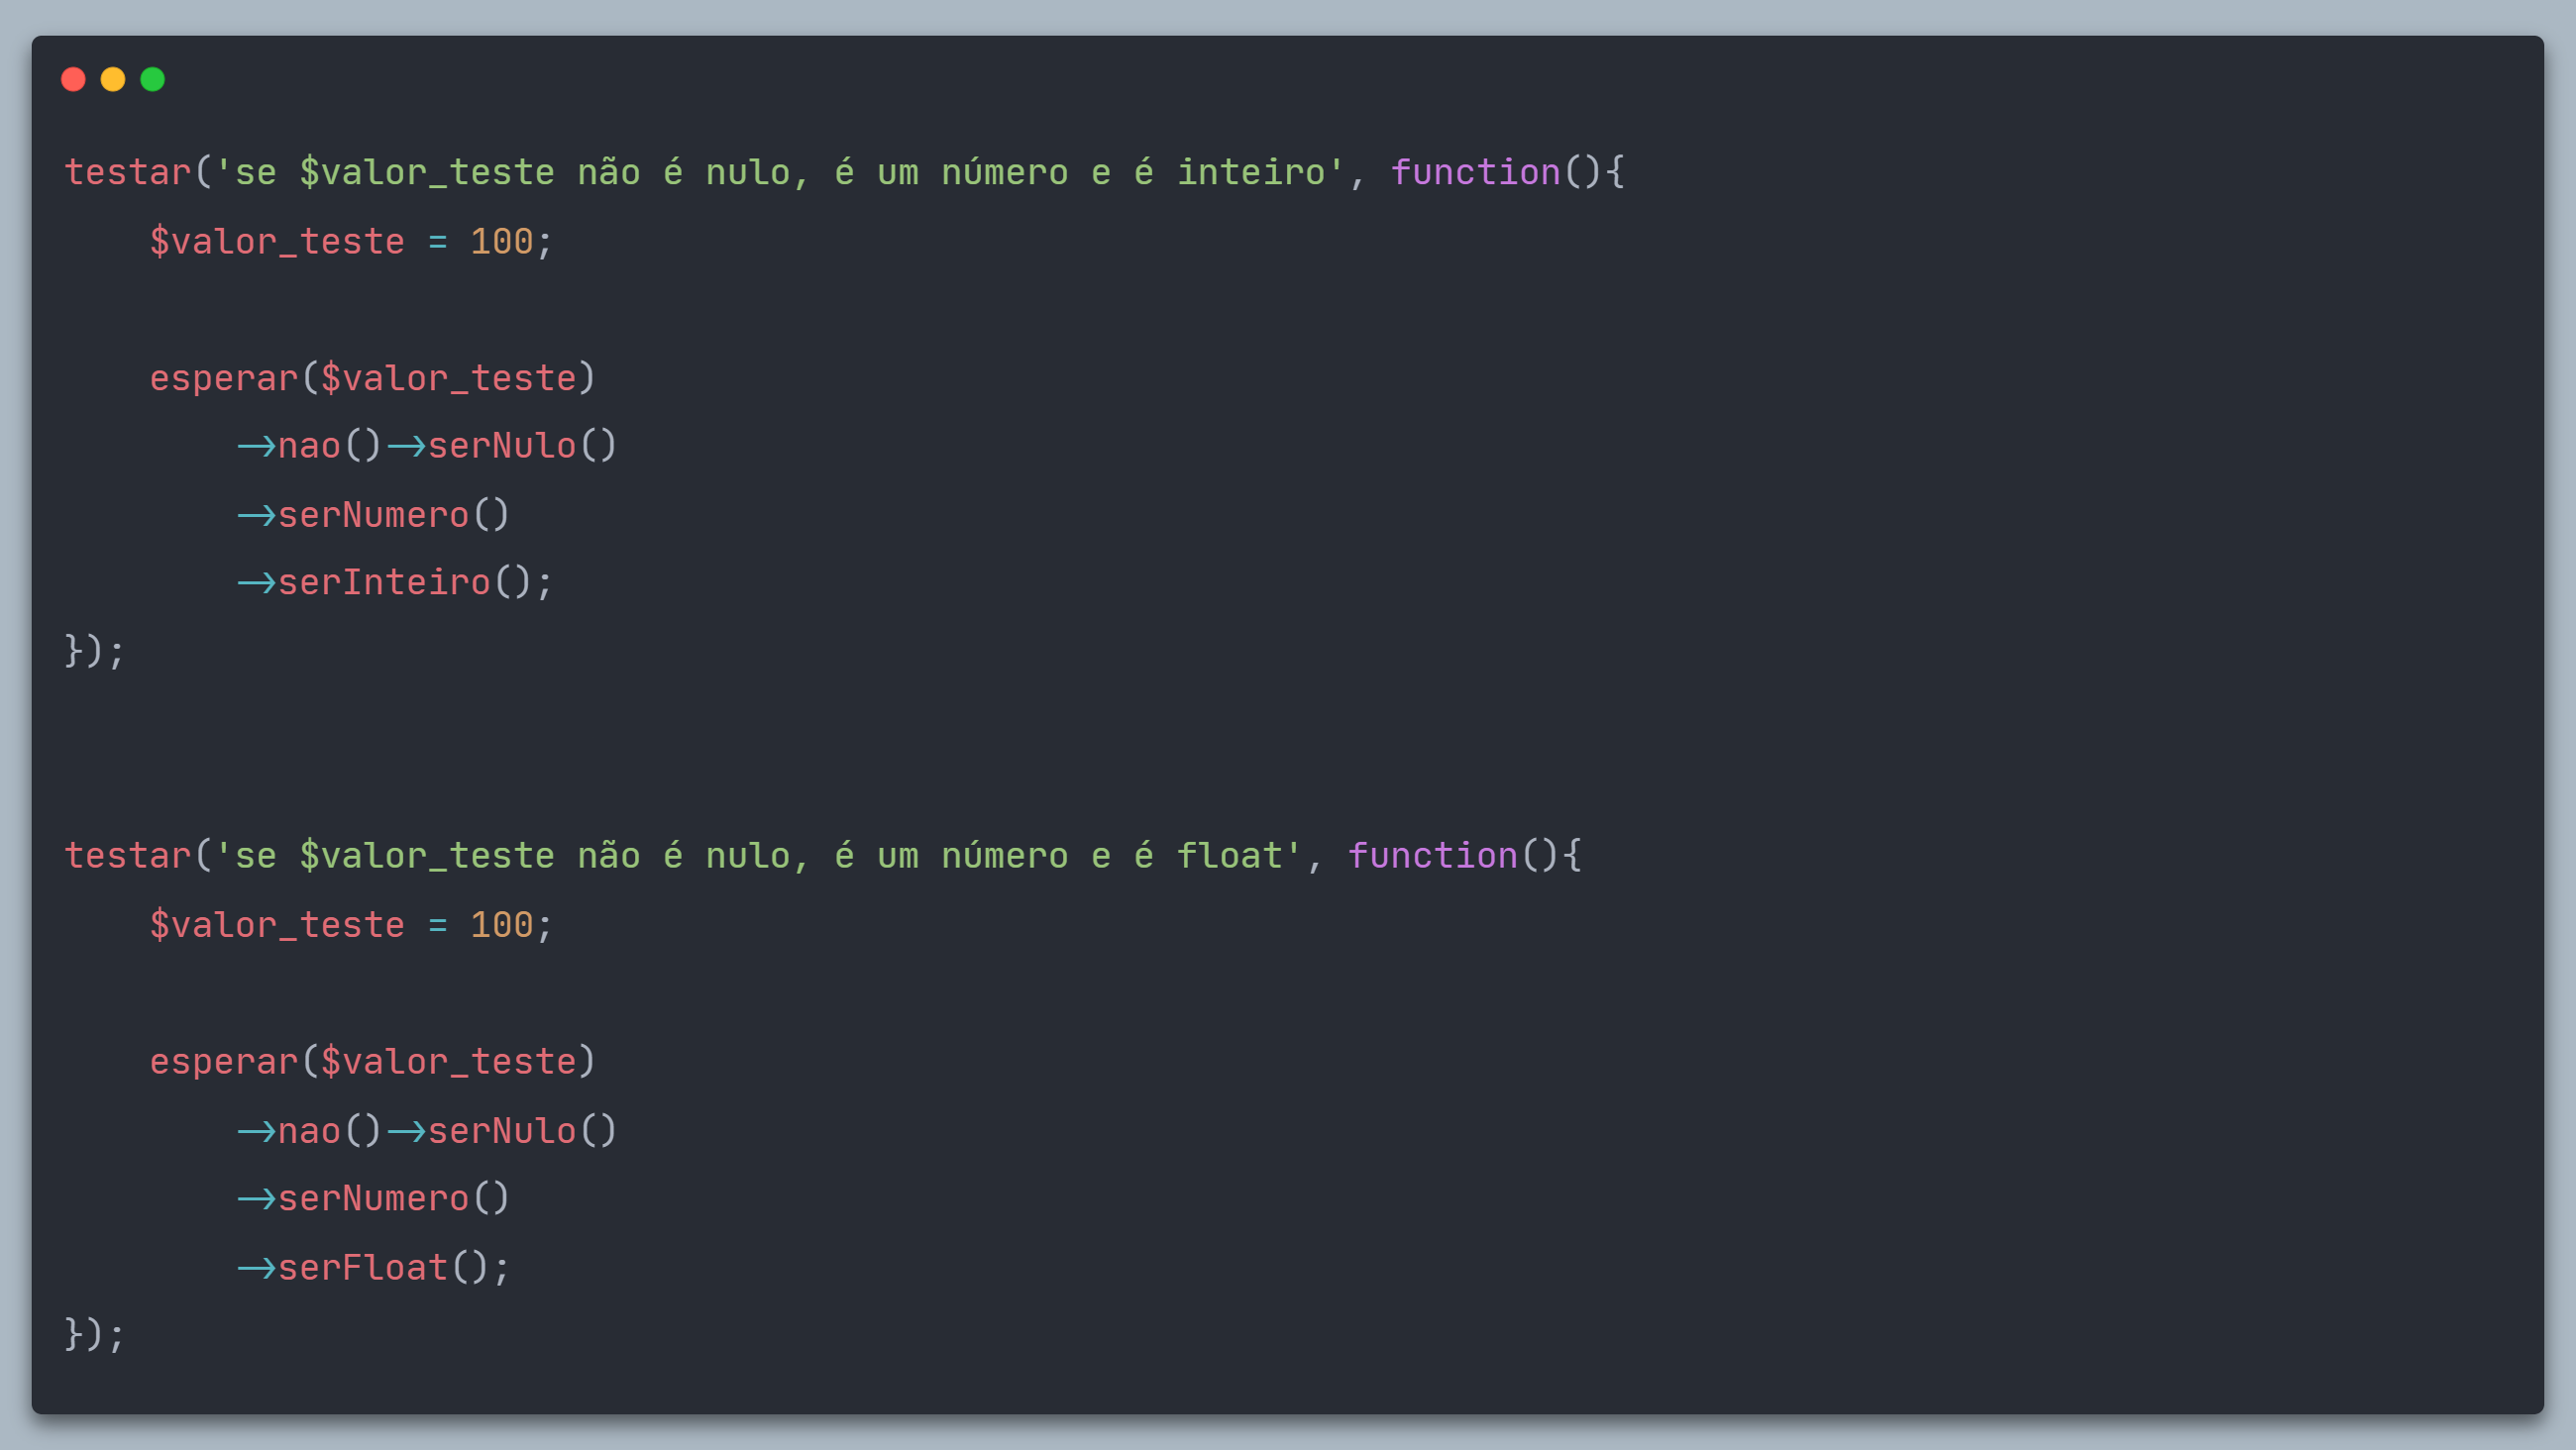 testar('se $valor_teste não é nulo, é um número e é inteiro', function(){
    $valor_teste = 100;
    esperar($valor_teste)
        ->nao()->serNulo()
        ->serNumero()
        ->serInteiro();
});
testar('se $valor_teste não é nulo, é um número e é float', function(){
    $valor_teste = 100;
    esperar($valor_teste)
        ->nao()->serNulo()
        ->serNumero()
        ->serFloat();
});